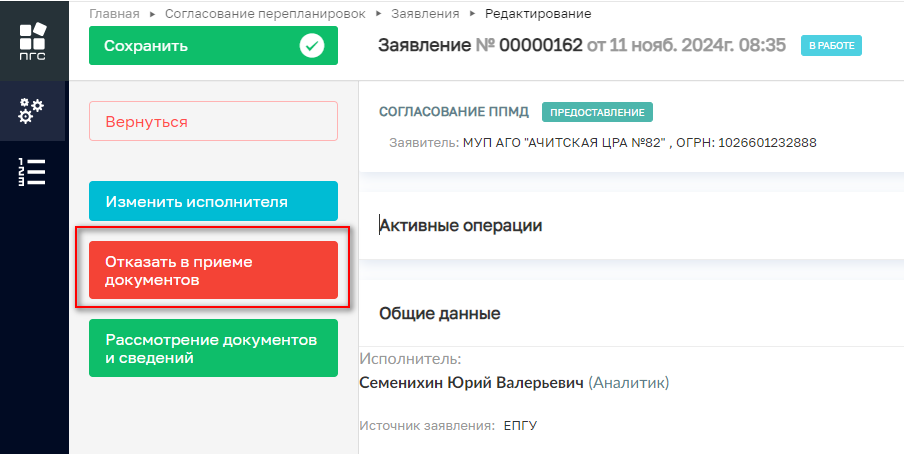 Главная ▸ Согласование перепланировок ▸ Заявления ▸ Редактирование
ПГС
Сохранить
Заявление № 00000162 от 11 нояб. 2024г. 08:35
В РАБОТЕ
Вернуться
СОГЛАСОВАНИЕ ППМД ПРЕДОСТАВЛЕНИЕ
Заявитель: МУП АГО "АЧИТСКАЯ ЦРА №82" , ОГРН: 1026601232888
Изменить исполнителя
Активные операции
Отказать в приеме
документов
Общие данные
Рассмотрение документов
и сведений
Исполнитель:
Семенихин Юрий Валерьевич (Аналитик)
Источник заявления: ЕПГУ